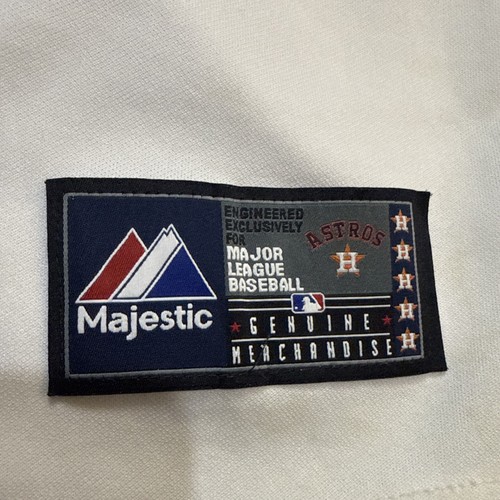 Majestic
ENGINEERED
EXCLUSIVELY
FOR
MAJOR
LEAGUE
BASEBALL
ASTROS
H
GENUINE
MERCHANDISE
H
H
H
H
H